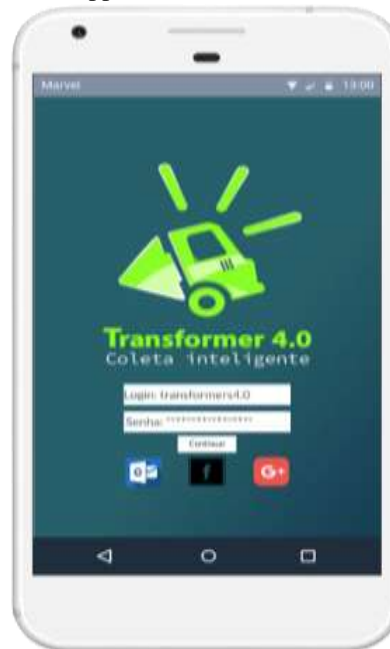 Marvel 13:00
Transformer 4.0
Coleta inteligente
Login: transformers4.0
Senha: ****************
Continuar
G+